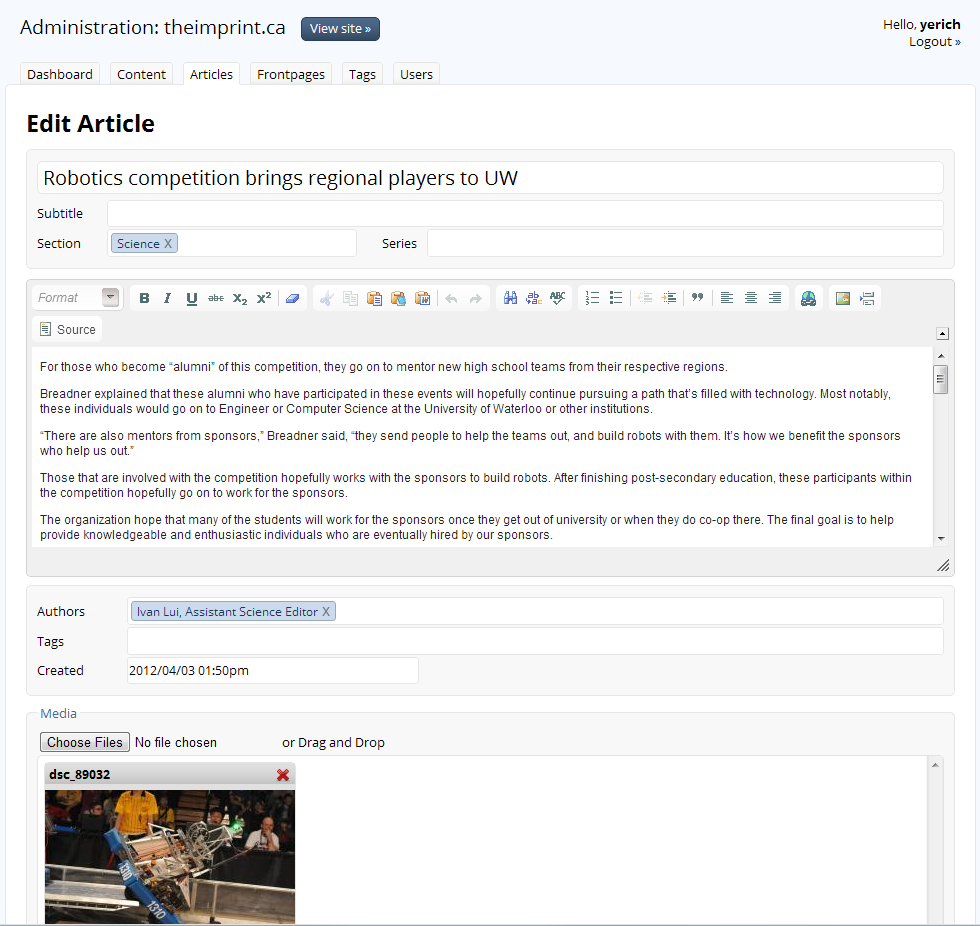 Administration: theimprint.ca View site »
Hello, yerich
Logout »
Dashboard Content Articles Frontpages Tags Users
Edit Article
Robotics competition brings regional players to UW
Subtitle
Section Science X Series
Format B I U abc X₂ X² ABC
Source
For those who become “alumni” of this competition, they go on to mentor new high school teams from their respective regions.
Breadner explained that these alumni who have participated in these events will hopefully continue pursuing a path that’s filled with technology. Most notably,
these individuals would go on to Engineer or Computer Science at the University of Waterloo or other institutions.
“There are also mentors from sponsors,” Breadner said, “they send people to help the teams out, and build robots with them. It’s how we benefit the sponsors
who help us out.”
Those that are involved with the competition hopefully works with the sponsors to build robots. After finishing post-secondary education, these participants within
the competition hopefully go on to work for the sponsors.
The organization hope that many of the students will work for the sponsors once they get out of university or when they do co-op there. The final goal is to help
provide knowledgeable and enthusiastic individuals who are eventually hired by our sponsors.
Authors Ivan Lui, Assistant Science Editor X
Tags
Created 2012/04/03 01:50pm
Media
Choose Files No file chosen or Drag and Drop
dsc_89032
1310
1310